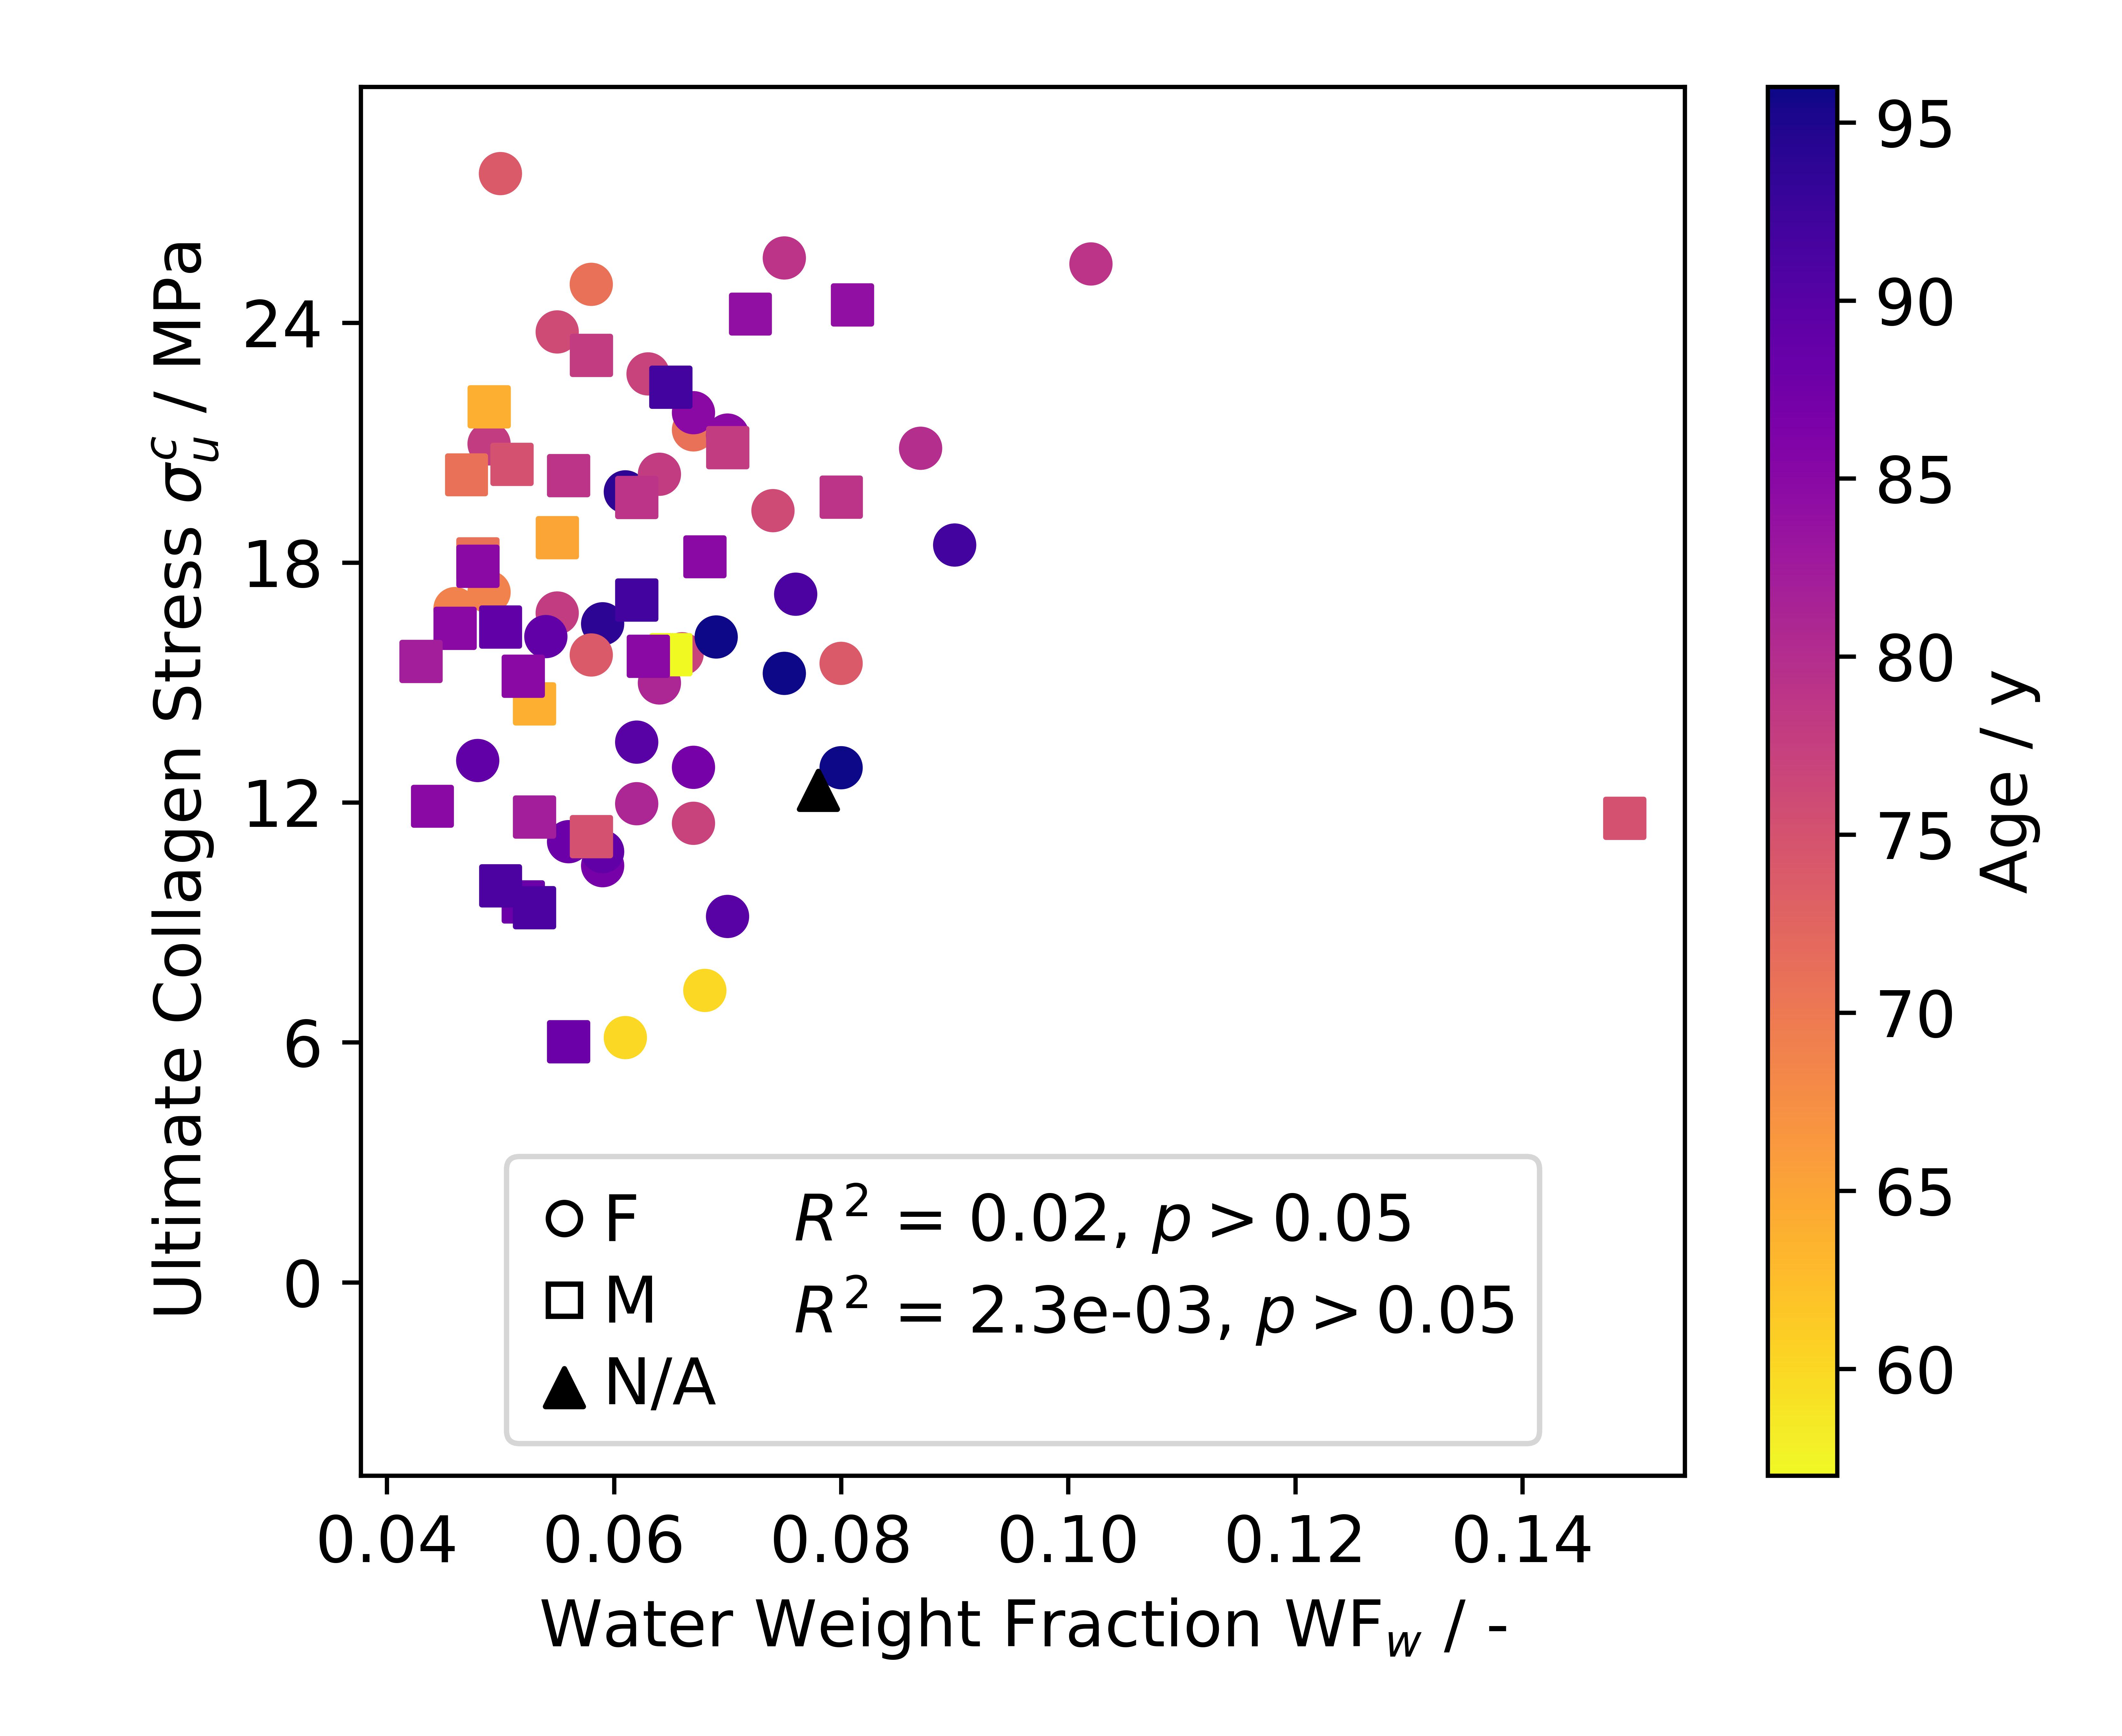 Ultimate Collagen Stress σᶜᵤ / MPa
24
18
12
6
0
F R² = 0.02, p > 0.05
M R² = 2.3e-03, p > 0.05
N/A
0.04 0.06 0.08 0.10 0.12 0.14
Water Weight Fraction WF_w / -
95
90
85
80
75
70
65
60
Age / y